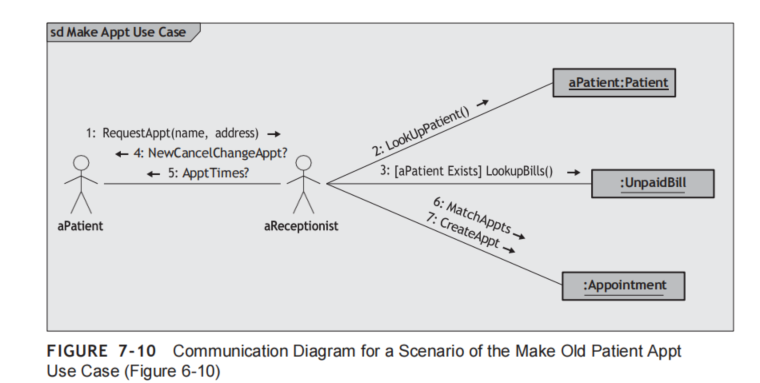 sd Make Appt Use Case
aPatient:Patient
1: RequestAppt(name, address)
2: LookUpPatient()
4: NewCancelChangeAppt?
3: [aPatient Exists] LookupBills()
5: ApptTimes?
:UnpaidBill
6: MatchAppts
7: CreateAppt
aPatient
aReceptionist
:Appointment
FIGURE 7-10 Communication Diagram for a Scenario of the Make Old Patient Appt
Use Case (Figure 6-10)